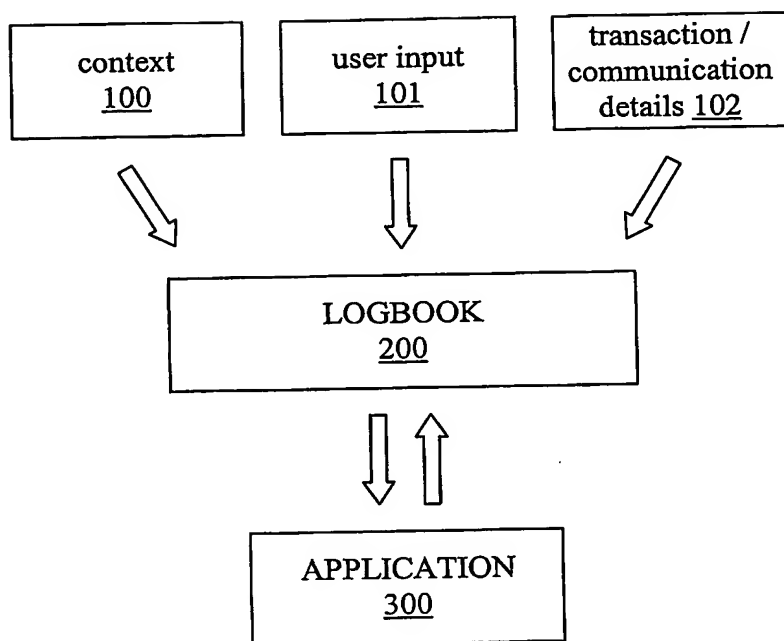 context
100
user input
101
transaction /
communication
details 102
LOGBOOK
200
APPLICATION
300